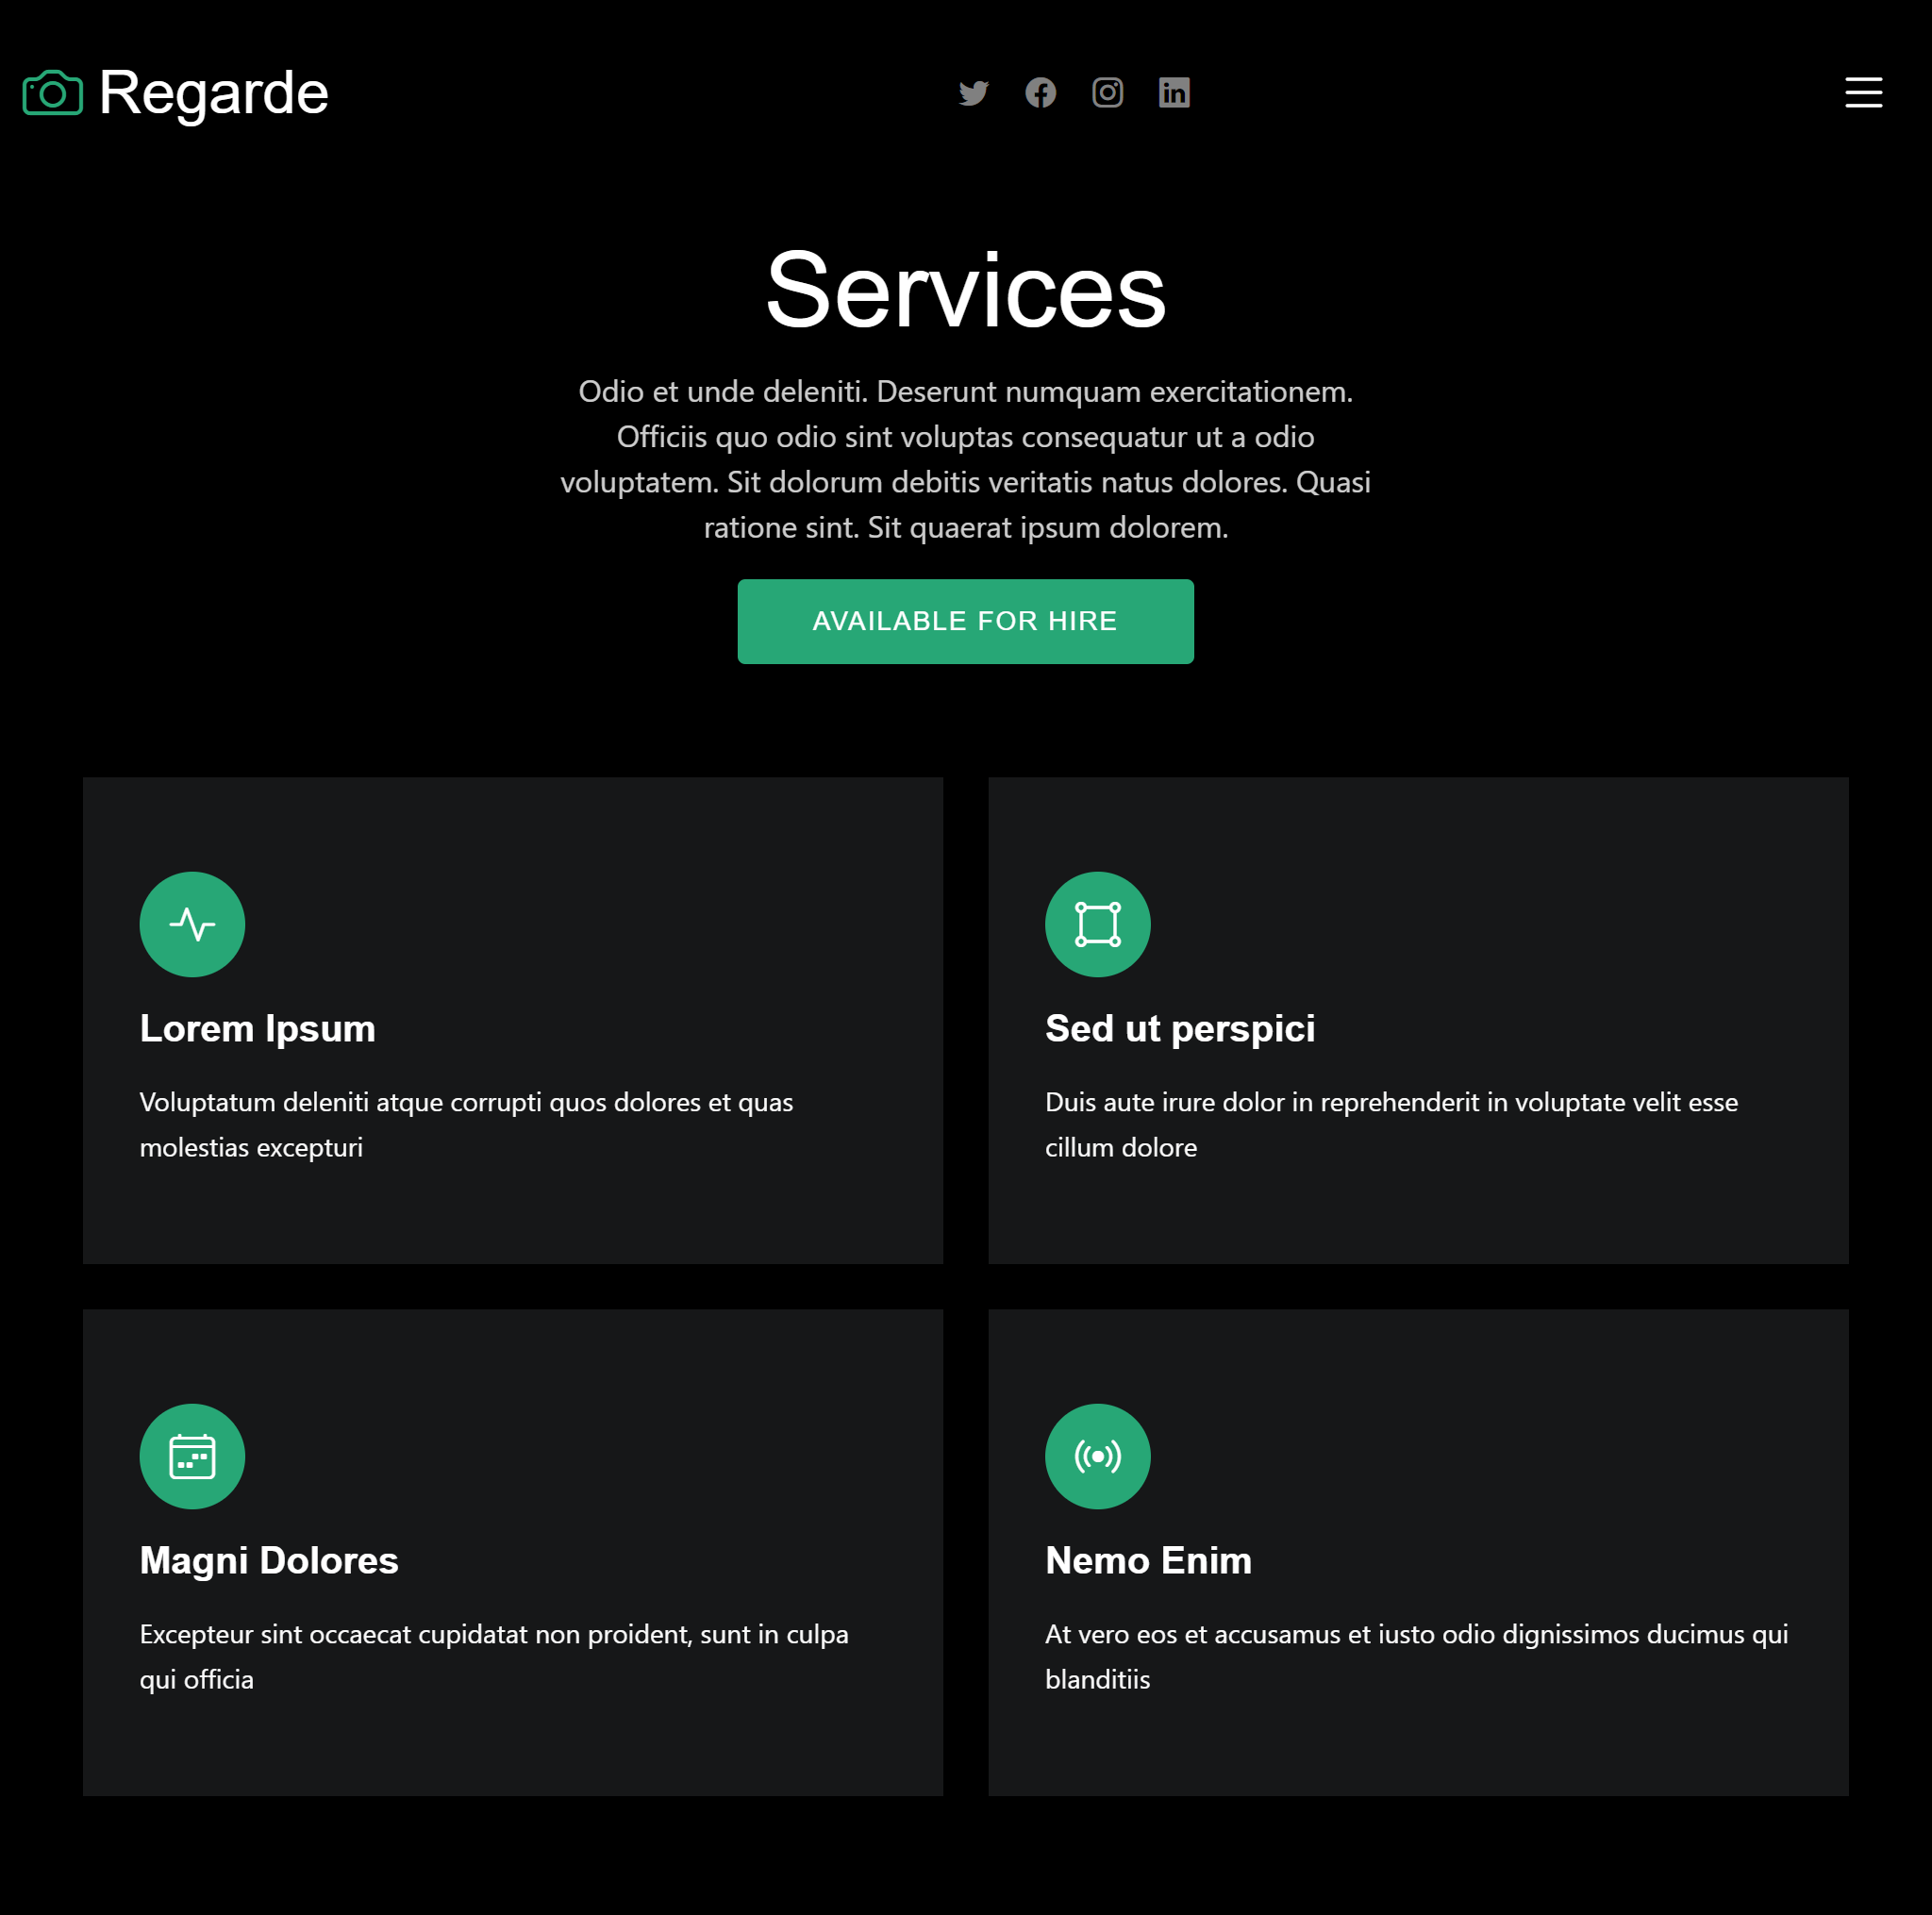 Regarde
Services
Odio et unde deleniti. Deserunt numquam exercitationem.
Officiis quo odio sint voluptas consequatur ut a odio
voluptatem. Sit dolorum debitis veritatis natus dolores. Quasi
ratione sint. Sit quaerat ipsum dolorem.
AVAILABLE FOR HIRE
Lorem Ipsum
Voluptatum deleniti atque corrupti quos dolores et quas
molestias excepturi
Sed ut perspici
Duis aute irure dolor in reprehenderit in voluptate velit esse
cillum dolore
Magni Dolores
Excepteur sint occaecat cupidatat non proident, sunt in culpa
qui officia
Nemo Enim
At vero eos et accusamus et iusto odio dignissimos ducimus qui
blanditiis